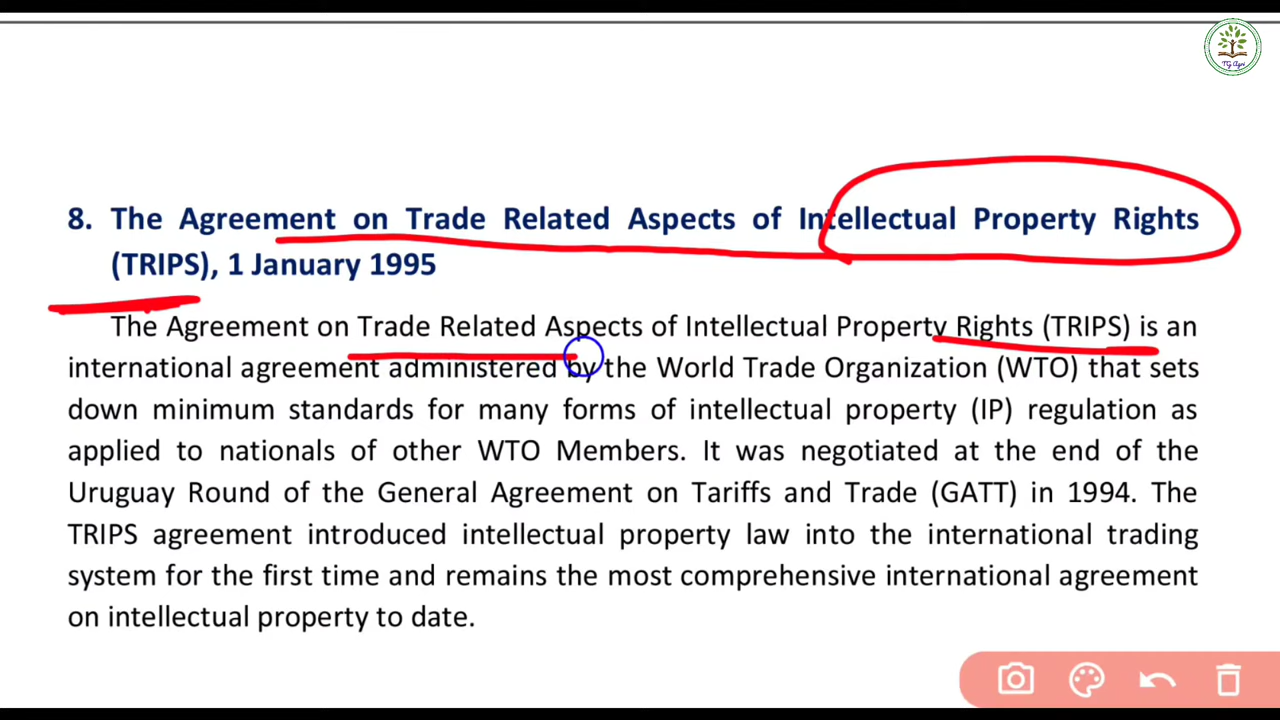 TG Agri
8. The Agreement on Trade Related Aspects of Intellectual Property Rights
(TRIPS), 1 January 1995
The Agreement on Trade Related Aspects of Intellectual Property Rights (TRIPS) is an
international agreement administered by the World Trade Organization (WTO) that sets
down minimum standards for many forms of intellectual property (IP) regulation as
applied to nationals of other WTO Members. It was negotiated at the end of the
Uruguay Round of the General Agreement on Tariffs and Trade (GATT) in 1994. The
TRIPS agreement introduced intellectual property law into the international trading
system for the first time and remains the most comprehensive international agreement
on intellectual property to date.